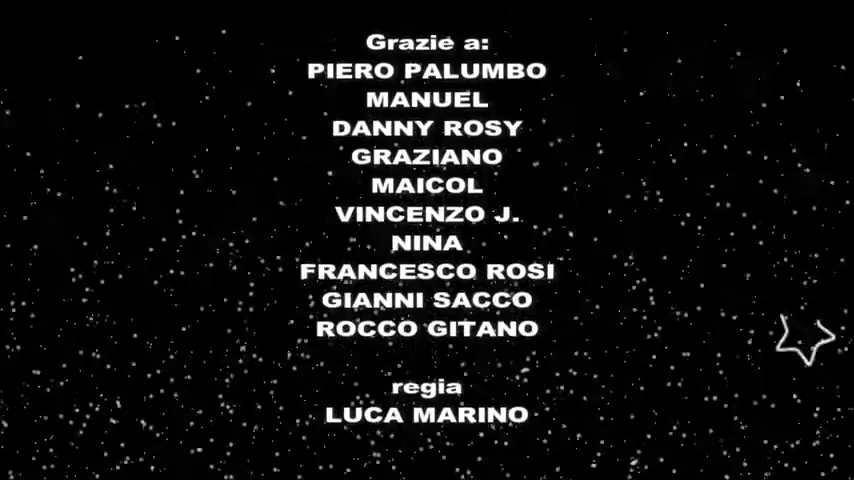 Grazie a:
PIERO PALUMBO
MANUEL
DANNY ROSY
GRAZIANO
MAICOL
VINCENZO J.
NINA
FRANCESCO ROSI
GIANNI SACCO
ROCCO GITANO
regia
LUCA MARINO